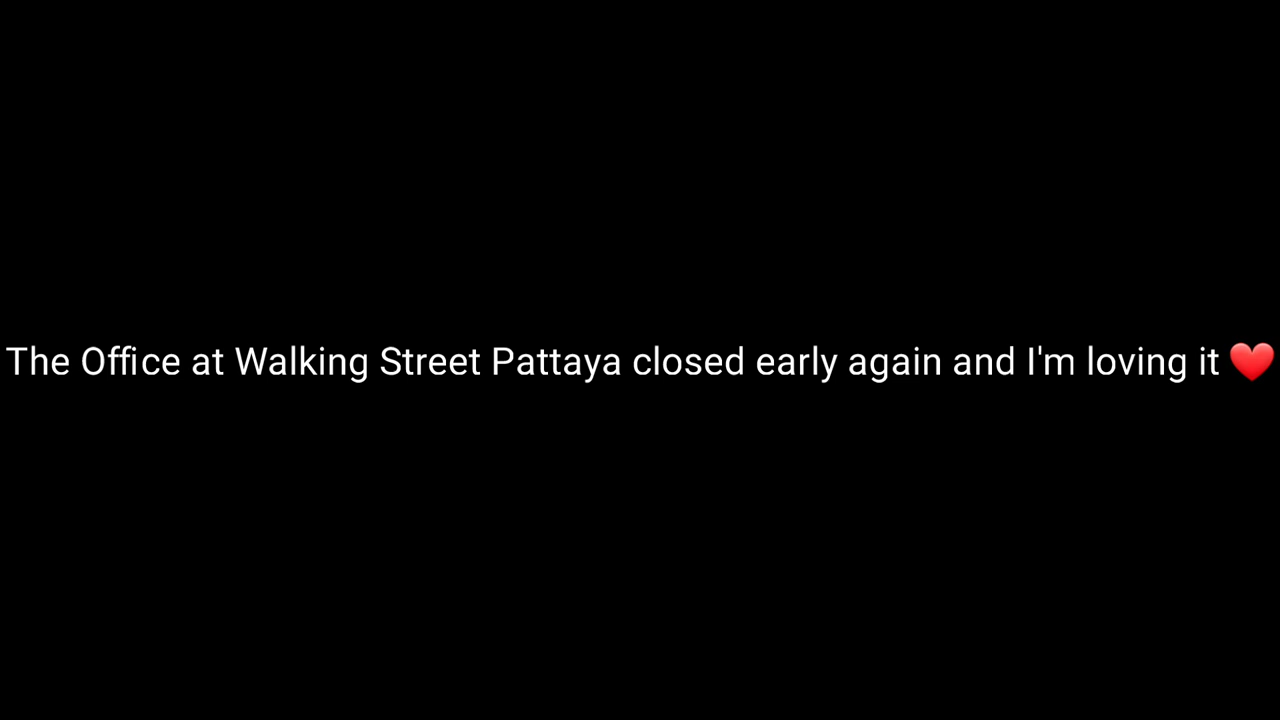 The Office at Walking Street Pattaya closed early again and I'm loving it ❤️